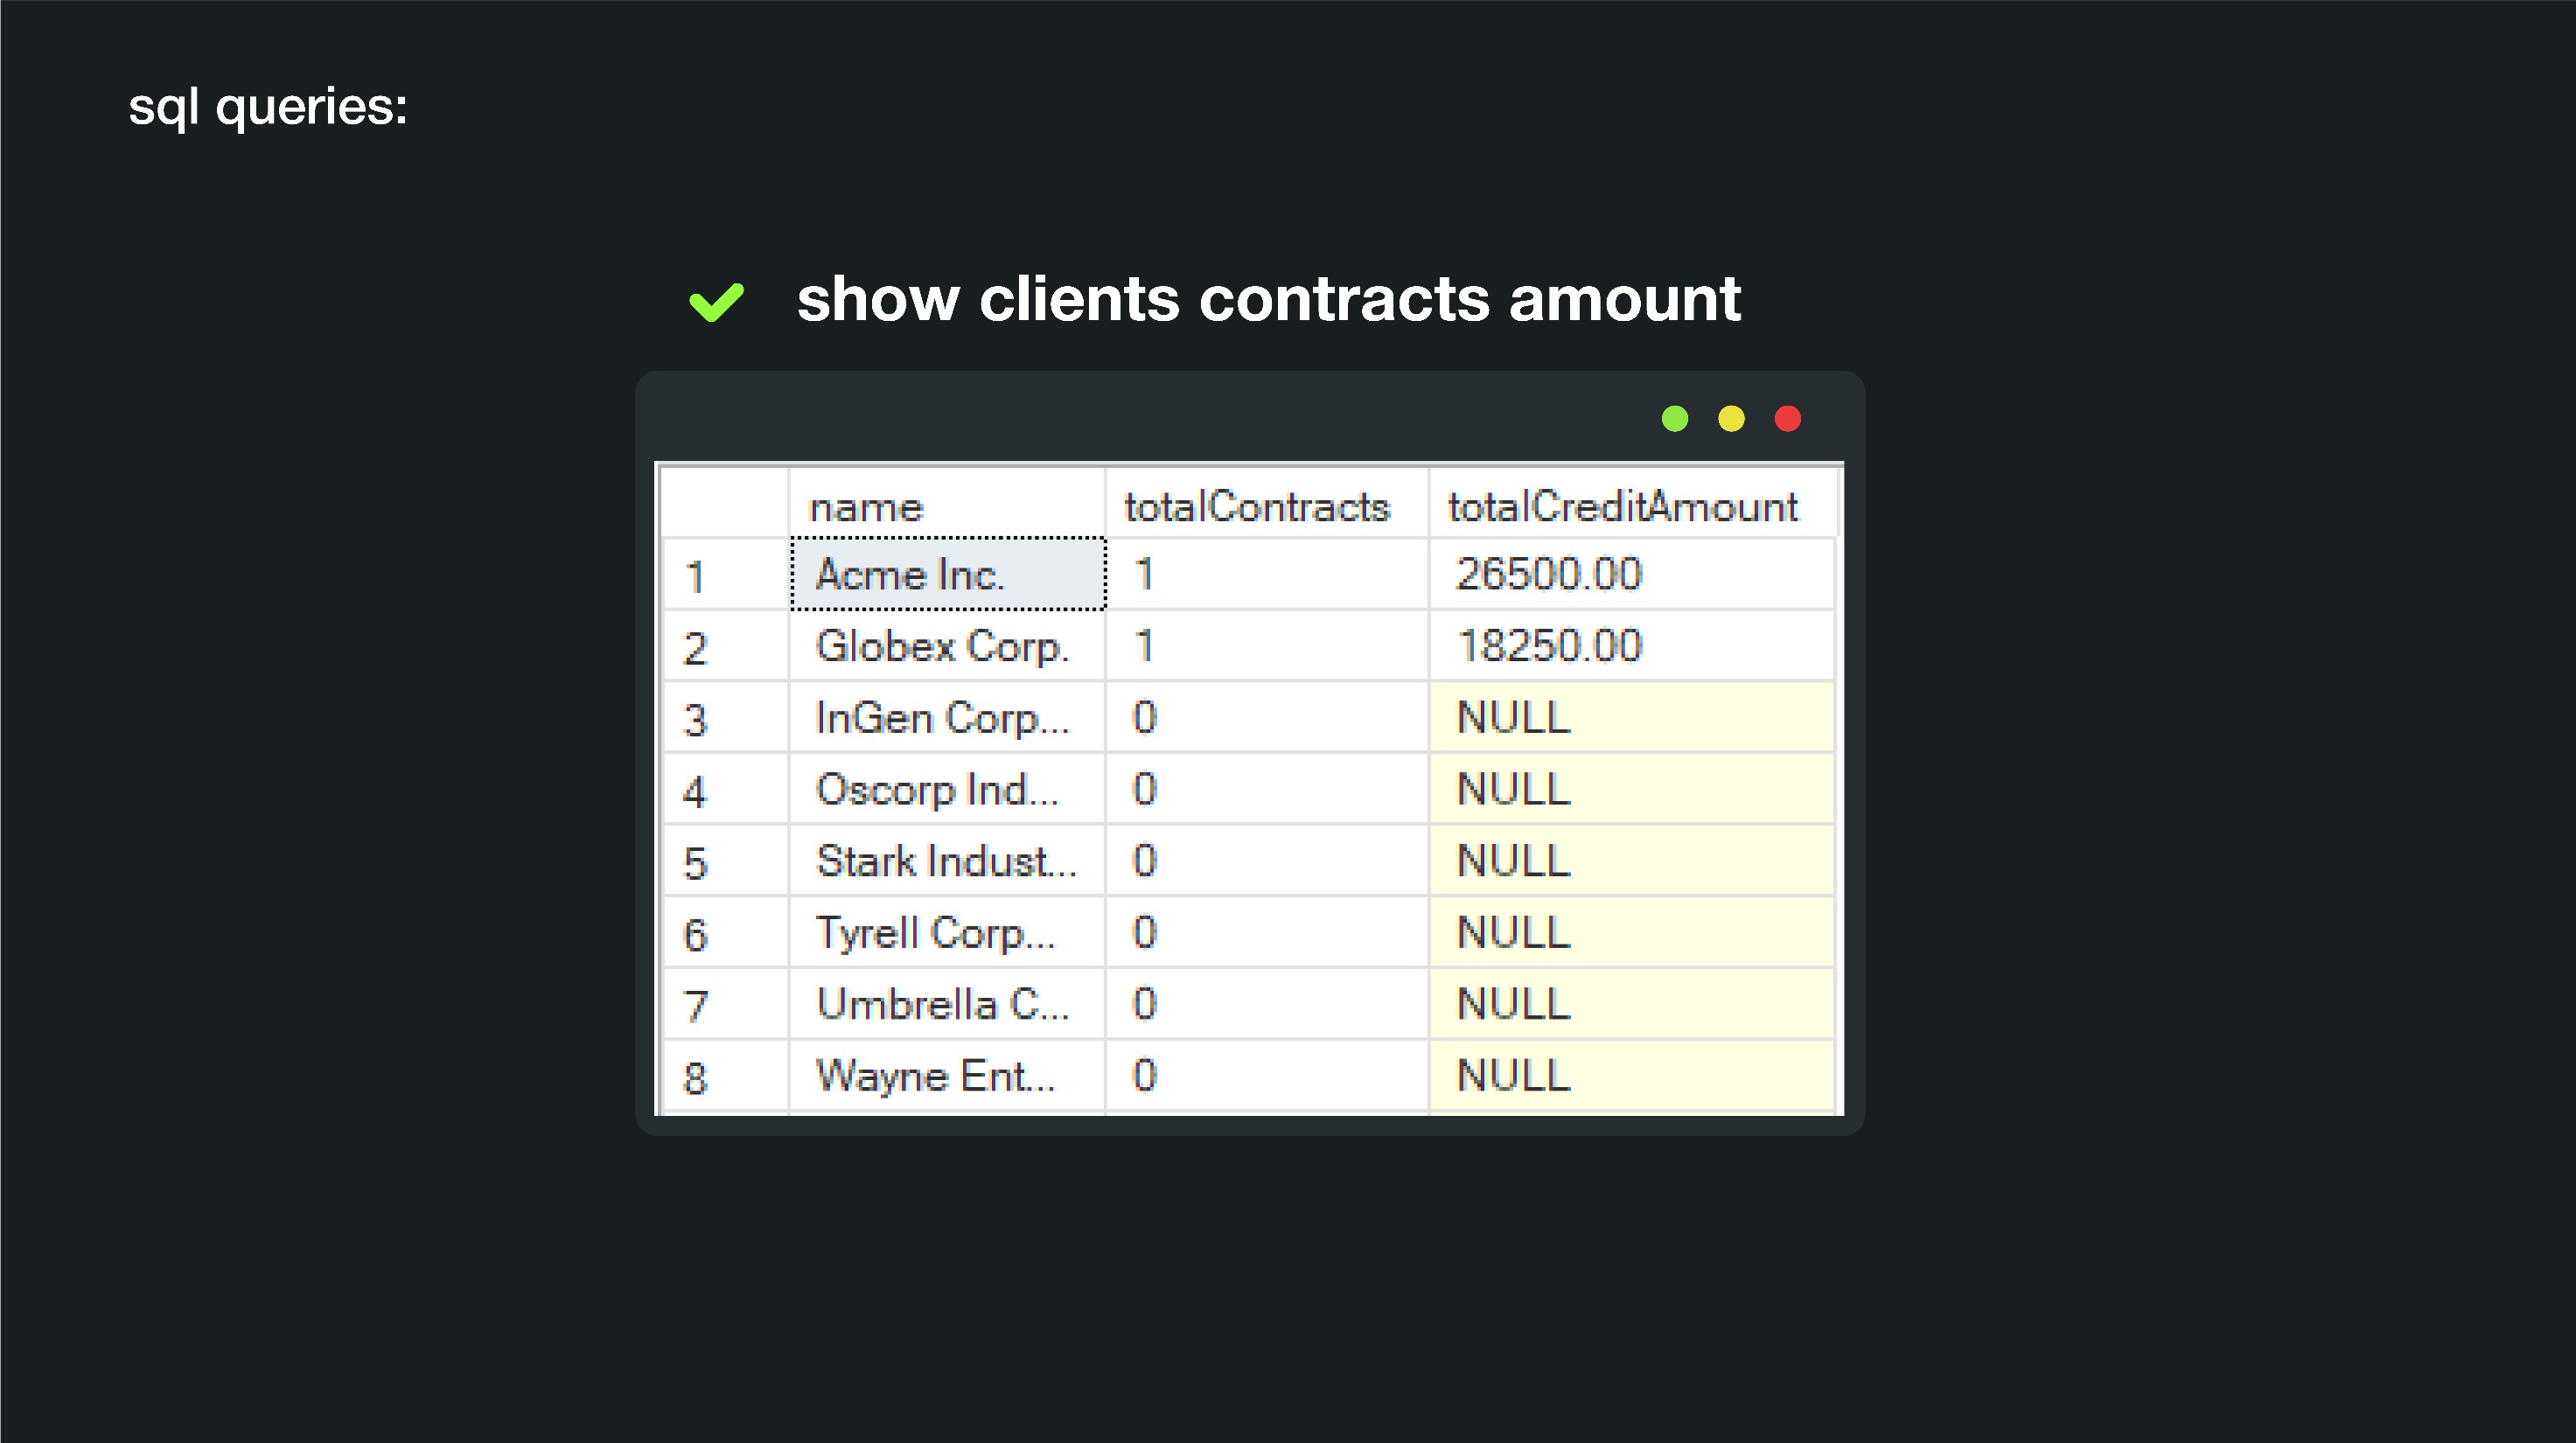 sql queries:
show clients contracts amount
name totalContracts totalCreditAmount
1 Acme Inc. 1 26500.00
2 Globex Corp. 1 18250.00
3 InGen Corp... 0 NULL
4 Oscorp Ind... 0 NULL
5 Stark Indust... 0 NULL
6 Tyrell Corp... 0 NULL
7 Umbrella C... 0 NULL
8 Wayne Ent... 0 NULL